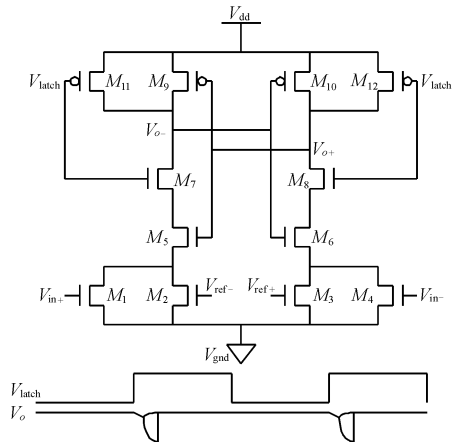 Vdd
Vlatch M11 M9 M10 M12 Vlatch
Vo− Vo+
M7 M8
M5 M6
Vin+ M1 M2 Vref− Vref+ M3 M4 Vin−
Vgnd
Vlatch
Vo